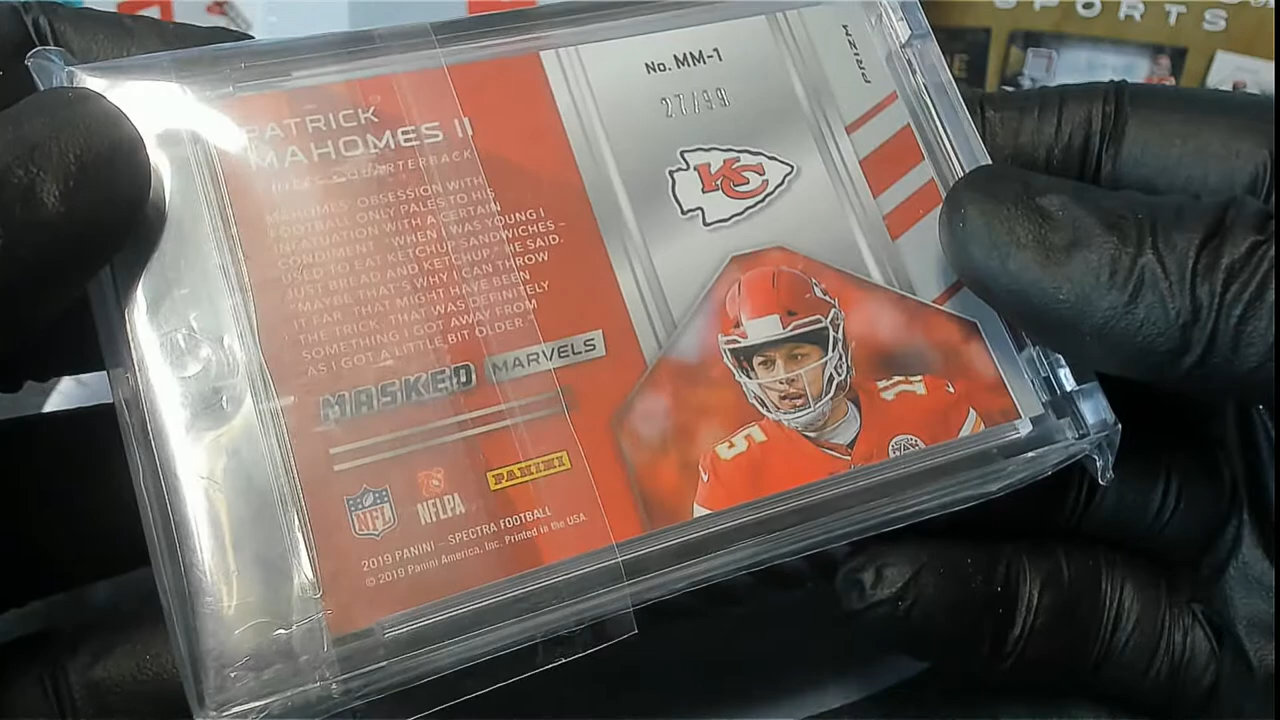 SPORTS
PATRICK
MAHOMES II
QUARTERBACK
MAHOMES' OBSESSION WITH
FOOTBALL ONLY PALES TO HIS
INFATUATION WITH A CERTAIN
CONDIMENT. "WHEN I WAS YOUNG I
USED TO EAT KETCHUP SANDWICHES –
JUST BREAD AND KETCHUP," HE SAID.
"MAYBE THAT'S WHY I CAN THROW
IT FAR. THAT MIGHT HAVE BEEN
THE TRICK. THAT WAS DEFINITELY
SOMETHING I GOT AWAY FROM
AS I GOT A LITTLE BIT OLDER."
MASKED MARVELS
NFL
NFLPA
PANINI
2019 PANINI – SPECTRA FOOTBALL
© 2019 Panini America, Inc. Printed in the USA.
No. MM-1
27/99
KC
PRIZM
15
15